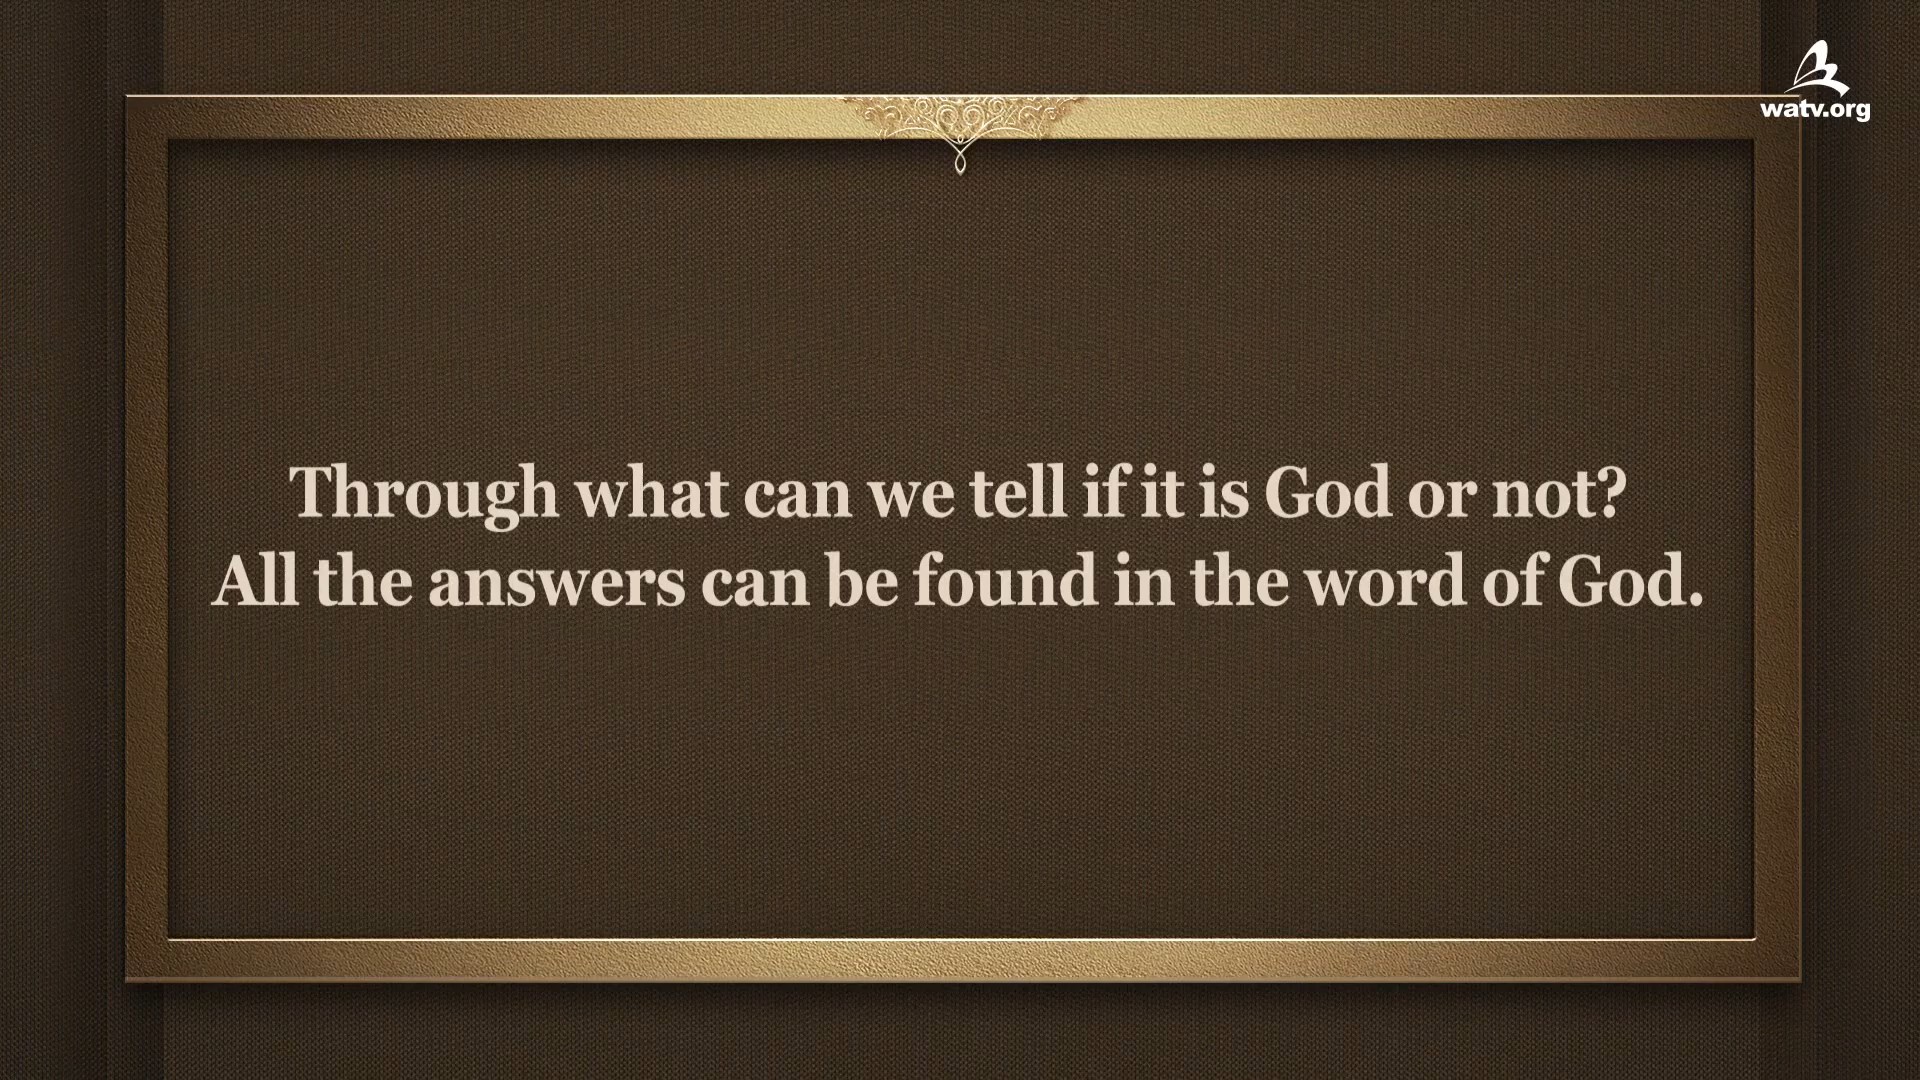 watv.org
Through what can we tell if it is God or not?
All the answers can be found in the word of God.